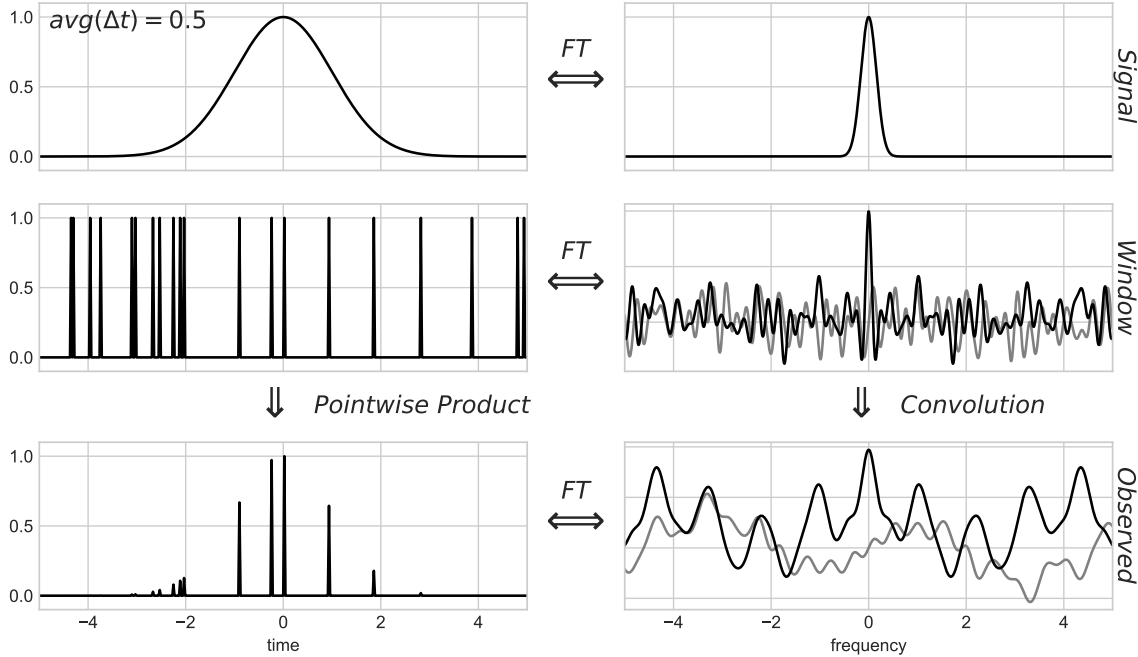 avg(Δt) = 0.5
1.0
0.5
0.0
FT
⇔
Signal
1.0
0.5
0.0
FT
⇔
Window
⇓ Pointwise Product
⇓ Convolution
1.0
0.5
0.0
−4 −2 0 2 4
time
FT
⇔
−4 −2 0 2 4
frequency
Observed